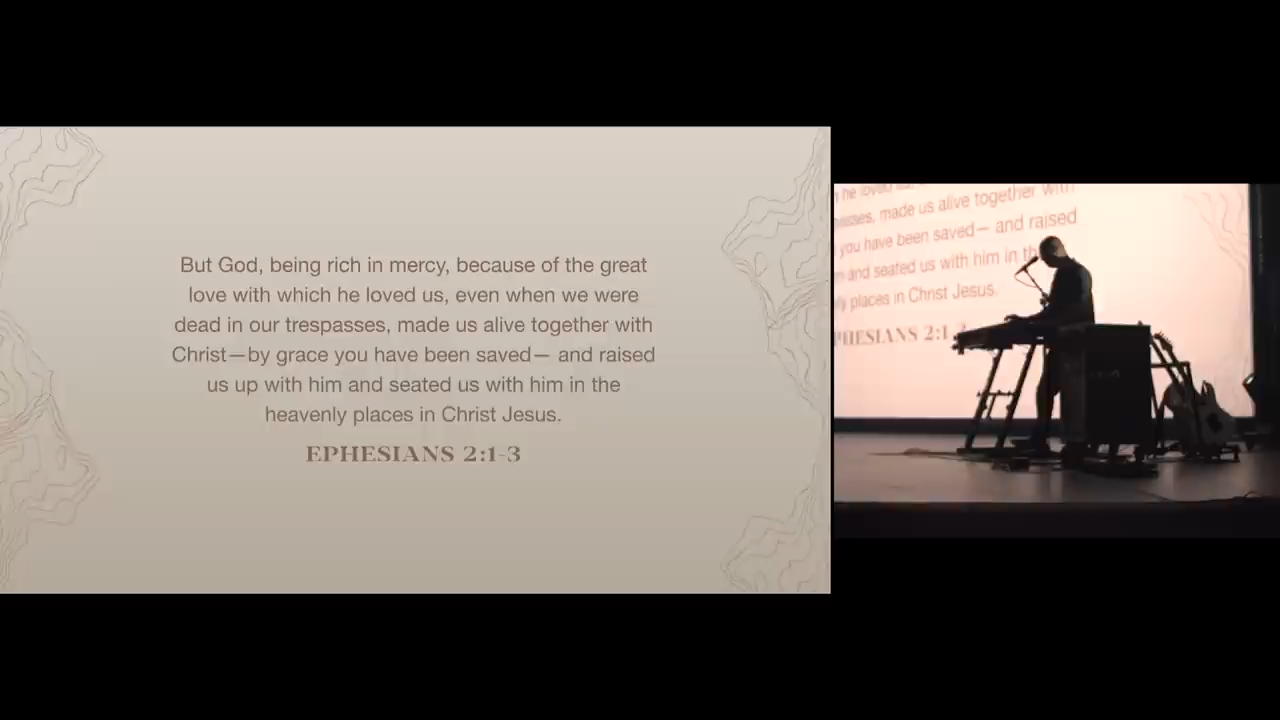 But God, being rich in mercy, because of the great
love with which he loved us, even when we were
dead in our trespasses, made us alive together with
Christ—by grace you have been saved— and raised
us up with him and seated us with him in the
heavenly places in Christ Jesus.
EPHESIANS 2:1-3
he loved
made us alive together with
you have been saved— and raised
and seated us with him in
places in Christ Jesus.
2:1